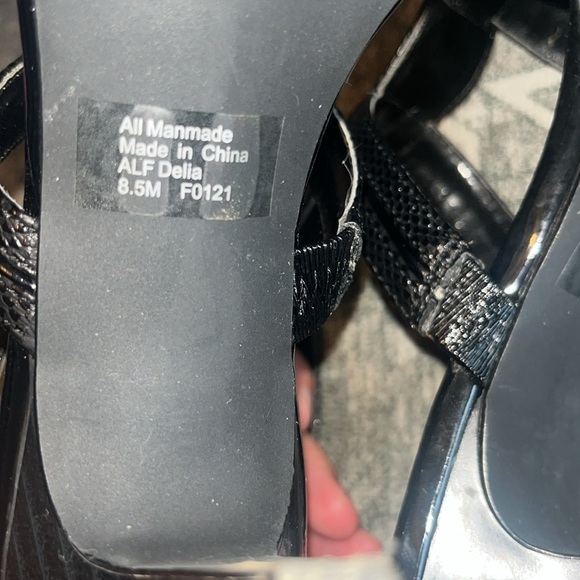 All Manmade
Made in China
ALF Delia
8.5M F0121